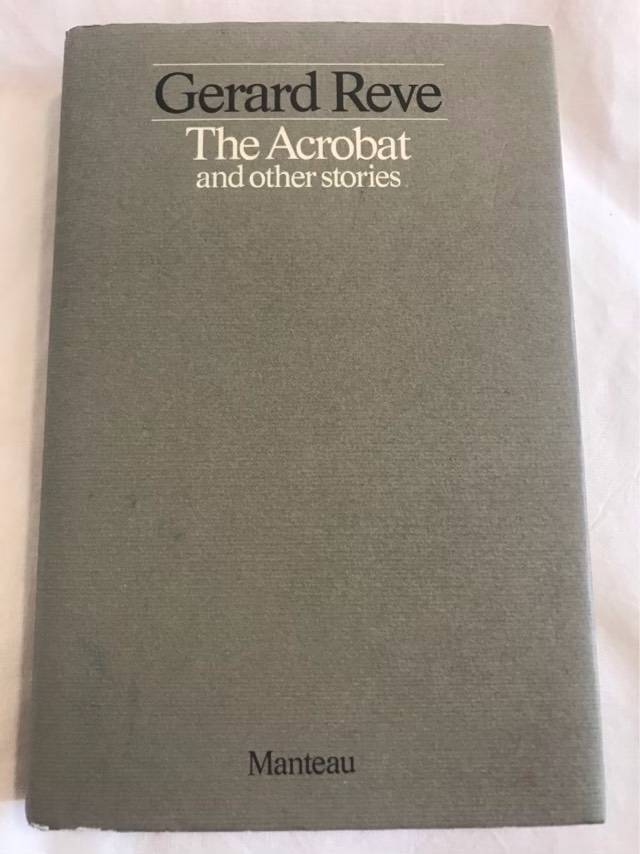 Gerard Reve
The Acrobat
and other stories
Manteau